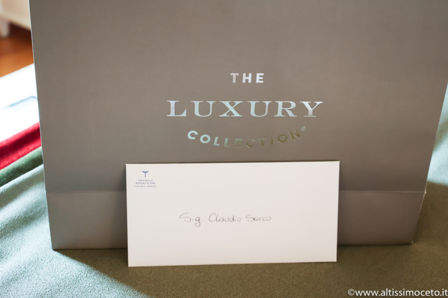 THE
LUXURY
COLLECTION®
Sig. Claudio Sacco
©www.altissimoceto.it